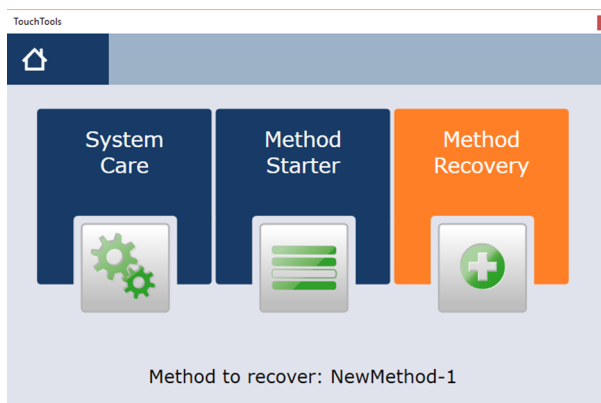 TouchTools
System
Care
Method
Starter
Method
Recovery
Method to recover: NewMethod-1